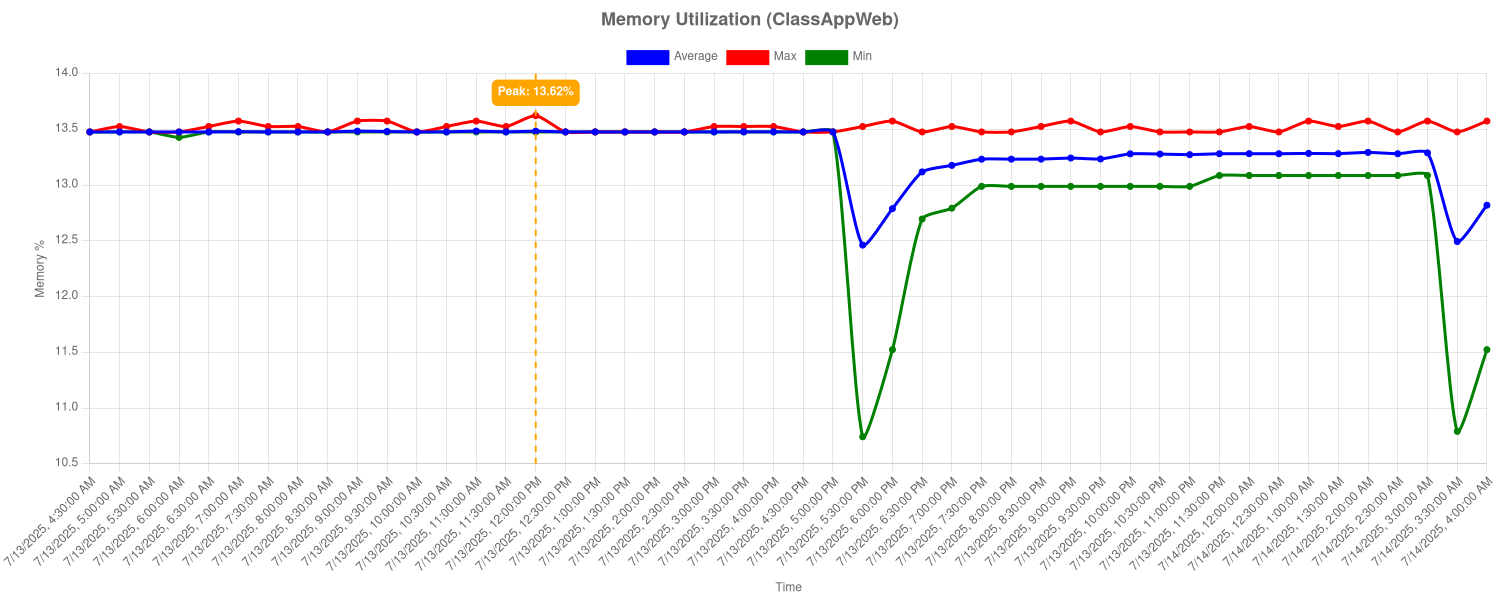 Memory Utilization (ClassAppWeb)
Average Max Min
Peak: 13.62%
14.0
13.5
13.0
12.5
12.0
11.5
11.0
10.5
Memory %
7/13/2025, 4:30:00 AM
7/13/2025, 5:00:00 AM
7/13/2025, 5:30:00 AM
7/13/2025, 6:00:00 AM
7/13/2025, 6:30:00 AM
7/13/2025, 7:00:00 AM
7/13/2025, 7:30:00 AM
7/13/2025, 8:00:00 AM
7/13/2025, 8:30:00 AM
7/13/2025, 9:00:00 AM
7/13/2025, 9:30:00 AM
7/13/2025, 10:00:00 AM
7/13/2025, 10:30:00 AM
7/13/2025, 11:00:00 AM
7/13/2025, 11:30:00 AM
7/13/2025, 12:00:00 PM
7/13/2025, 12:30:00 PM
7/13/2025, 1:00:00 PM
7/13/2025, 1:30:00 PM
7/13/2025, 2:00:00 PM
7/13/2025, 2:30:00 PM
7/13/2025, 3:00:00 PM
7/13/2025, 3:30:00 PM
7/13/2025, 4:00:00 PM
7/13/2025, 4:30:00 PM
7/13/2025, 5:00:00 PM
7/13/2025, 5:30:00 PM
7/13/2025, 6:00:00 PM
7/13/2025, 6:30:00 PM
7/13/2025, 7:00:00 PM
7/13/2025, 7:30:00 PM
7/13/2025, 8:00:00 PM
7/13/2025, 8:30:00 PM
7/13/2025, 9:00:00 PM
7/13/2025, 9:30:00 PM
7/13/2025, 10:00:00 PM
7/13/2025, 10:30:00 PM
7/13/2025, 11:00:00 PM
7/13/2025, 11:30:00 PM
7/14/2025, 12:00:00 AM
7/14/2025, 12:30:00 AM
7/14/2025, 1:00:00 AM
7/14/2025, 1:30:00 AM
7/14/2025, 2:00:00 AM
7/14/2025, 2:30:00 AM
7/14/2025, 3:00:00 AM
7/14/2025, 3:30:00 AM
7/14/2025, 4:00:00 AM
Time